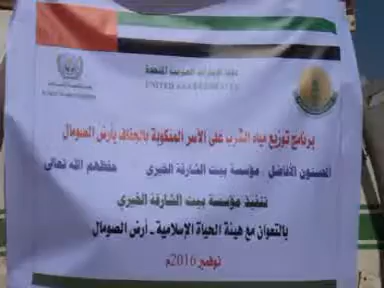 دولة الإمارات العربية المتحدة
UNITED ARAB EMIRATES
برنامج توزيع مياه الشرب على الأسر المنكوبة بالجفاف بأرض الصومال
المحسنون الأفاضل : مؤسسة بيت الشارقة الخيري حفظهم الله تعالى
تنفيذ مؤسسة بيت الشارقة الخيري
بالتعاون مع هيئة الحياة الإسلامية - أرض الصومال
نوفمبر 2016م